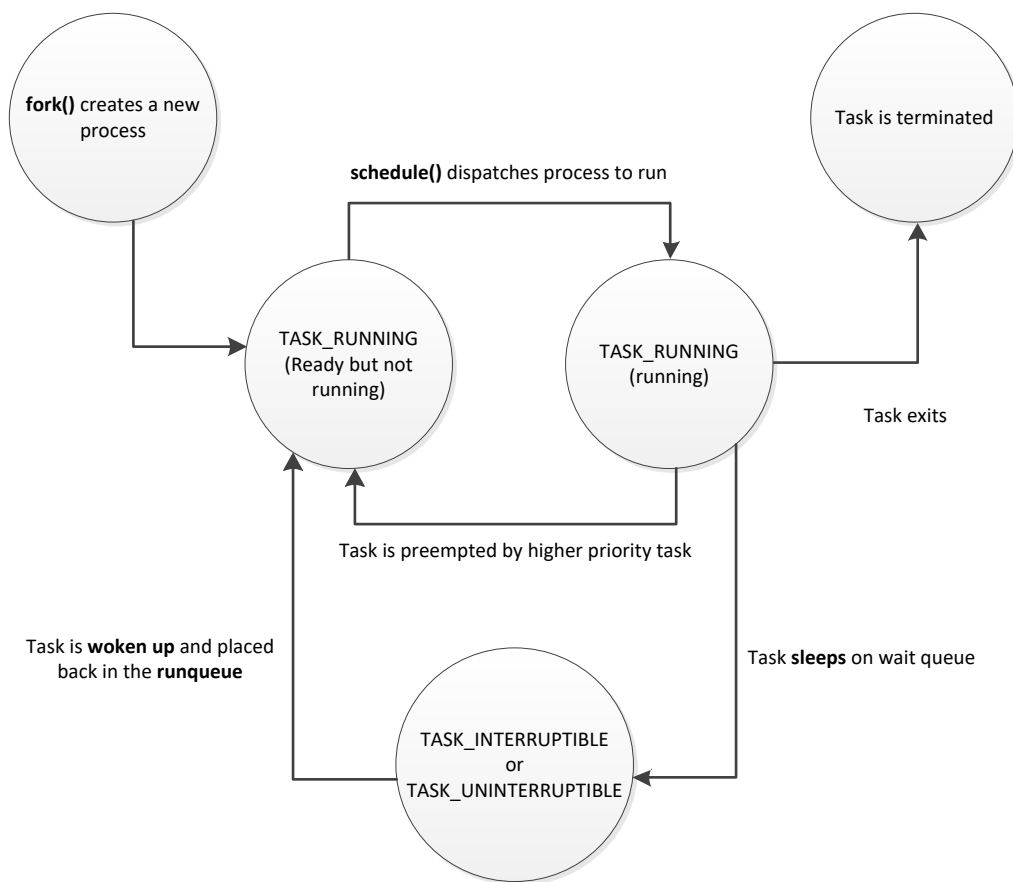 fork() creates a new
process
Task is terminated
schedule() dispatches process to run
TASK_RUNNING
(Ready but not
running)
TASK_RUNNING
(running)
Task exits
Task is preempted by higher priority task
Task is woken up and placed
back in the runqueue
Task sleeps on wait queue
TASK_INTERRUPTIBLE
or
TASK_UNINTERRUPTIBLE